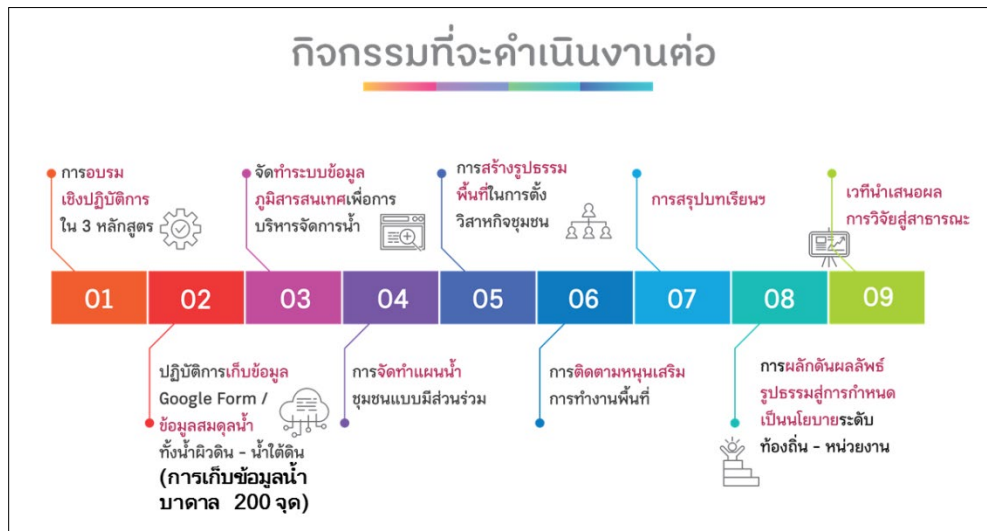 กิจกรรมที่จะดำเนินงานต่อ
การอบรม
เชิงปฏิบัติการ
ใน 3 หลักสูตร
จัดทำระบบข้อมูล
ภูมิสารสนเทศเพื่อการ
บริหารจัดการน้ำ
การสร้างรูปธรรม
พื้นที่ในการตั้ง
วิสาหกิจชุมชน
การสรุปบทเรียนฯ
เวทีนำเสนอผล
การวิจัยสู่สาธารณะ
01 02 03 04 05 06 07 08 09
ปฏิบัติการเก็บข้อมูล
Google Form /
ข้อมูลสมดุลน้ำ
ทั้งน้ำผิวดิน - น้ำใต้ดิน
(การเก็บข้อมูลน้ำ
บาดาล 200 จุด)
การจัดทำแผนน้ำ
ชุมชนแบบมีส่วนร่วม
การติดตามหนุนเสริม
การทำงานพื้นที่
การผลักดันผลลัพธ์
รูปธรรมสู่การกำหนด
เป็นนโยบายระดับ
ท้องถิ่น - หน่วยงาน